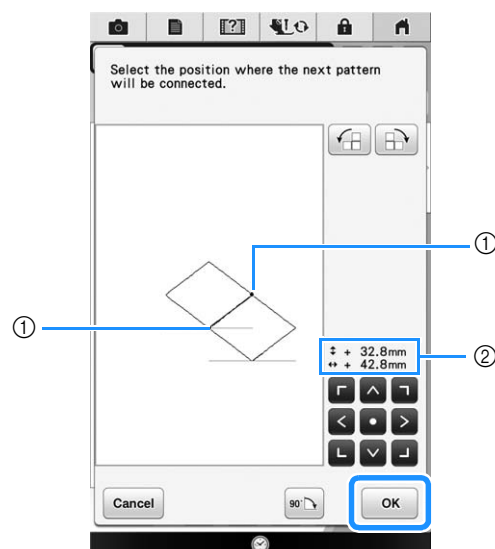 [?]
Select the position where the next pattern
will be connected.
①
①
+ 32.8mm
②
+ 42.8mm
Cancel
90°
OK